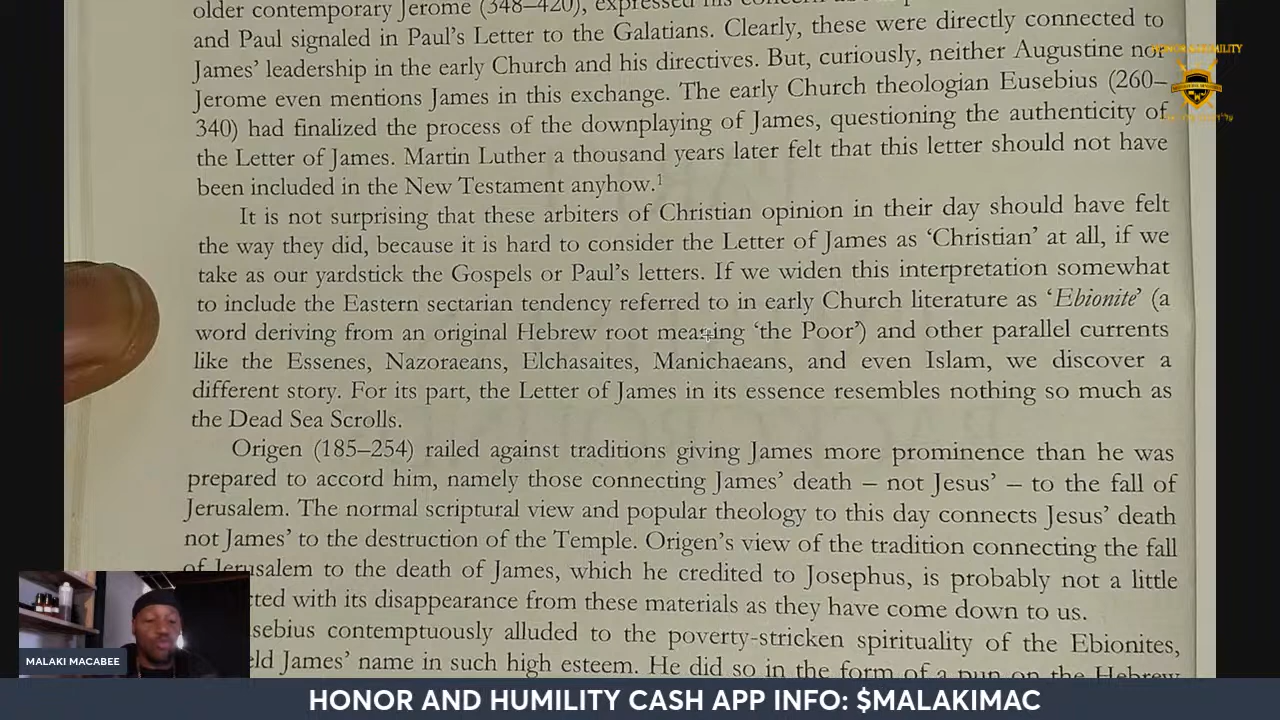 older contemporary Jerome (348–420), expressed his concern
and Paul signaled in Paul's Letter to the Galatians. Clearly, these were directly connected to
James' leadership in the early Church and his directives. But, curiously, neither Augustine nor
Jerome even mentions James in this exchange. The early Church theologian Eusebius (260–
340) had finalized the process of the downplaying of James, questioning the authenticity of
the Letter of James. Martin Luther a thousand years later felt that this letter should not have
been included in the New Testament anyhow.¹
It is not surprising that these arbiters of Christian opinion in their day should have felt
the way they did, because it is hard to consider the Letter of James as 'Christian' at all, if we
take as our yardstick the Gospels or Paul's letters. If we widen this interpretation somewhat
to include the Eastern sectarian tendency referred to in early Church literature as 'Ebionite' (a
word deriving from an original Hebrew root meaning 'the Poor') and other parallel currents
like the Essenes, Nazoraeans, Elchasaites, Manichaeans, and even Islam, we discover a
different story. For its part, the Letter of James in its essence resembles nothing so much as
the Dead Sea Scrolls.
Origen (185–254) railed against traditions giving James more prominence than he was
prepared to accord him, namely those connecting James' death – not Jesus' – to the fall of
Jerusalem. The normal scriptural view and popular theology to this day connects Jesus' death
not James' to the destruction of the Temple. Origen's view of the tradition connecting the fall
of Jerusalem to the death of James, which he credited to Josephus, is probably not a little
cted with its disappearance from these materials as they have come down to us.
sebius contemptuously alluded to the poverty-stricken spirituality of the Ebionites,
eld James' name in such high esteem. He did so in the form of a pun on the Hebrew
HONOR & HUMILITY
MALAKI MACABEE
HONOR AND HUMILITY CASH APP INFO: $MALAKIMAC